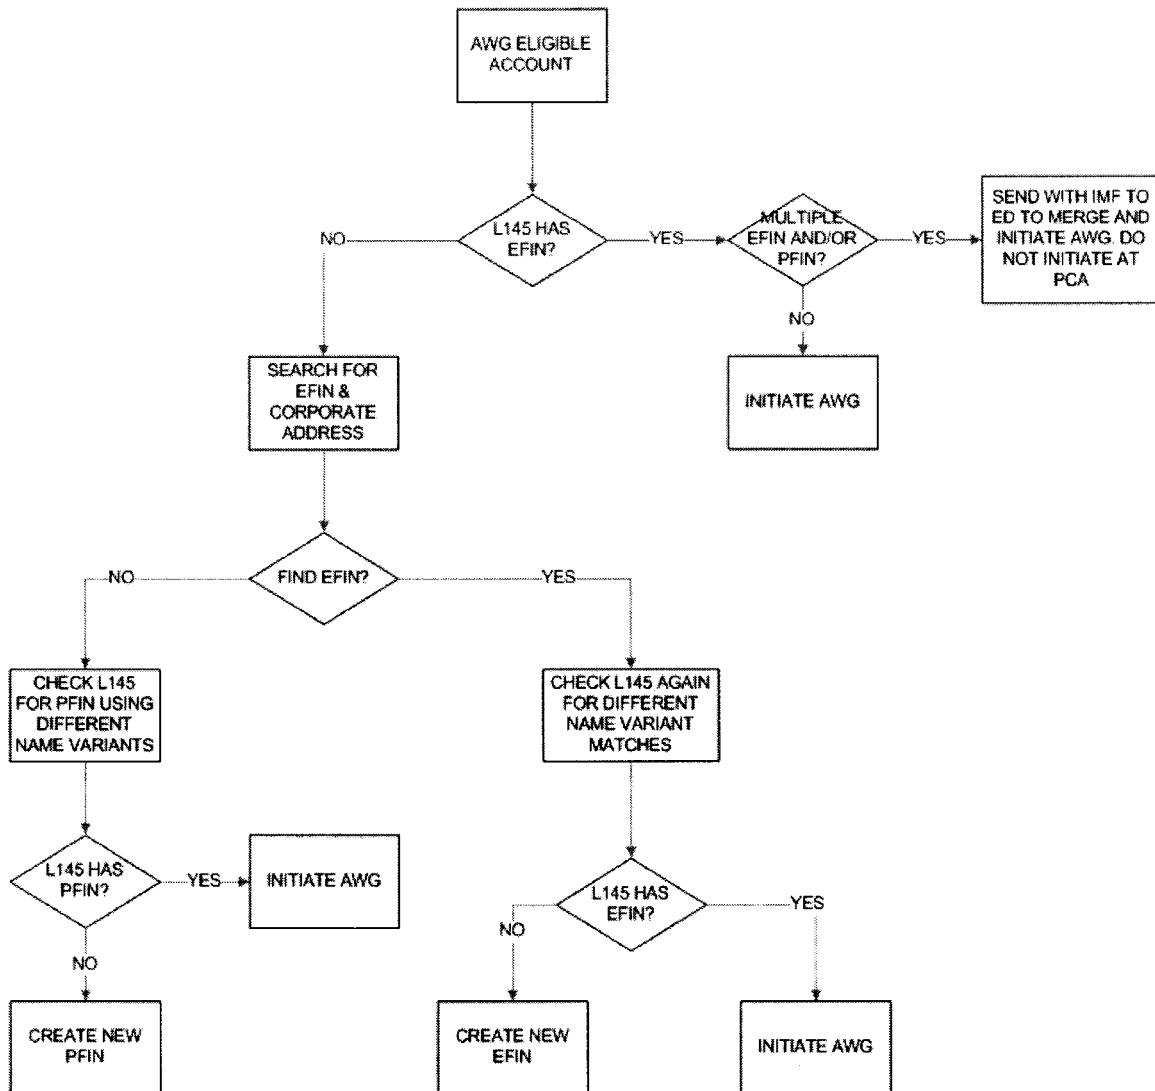 AWG ELIGIBLE
ACCOUNT
L145 HAS
EFIN?
NO
YES
MULTIPLE
EFIN AND/OR
PFIN?
YES
SEND WITH IMF TO
ED TO MERGE AND
INITIATE AWG. DO
NOT INITIATE AT
PCA
NO
INITIATE AWG
SEARCH FOR
EFIN &
CORPORATE
ADDRESS
FIND EFIN?
NO
YES
CHECK L145
FOR PFIN USING
DIFFERENT
NAME VARIANTS
CHECK L145 AGAIN
FOR DIFFERENT
NAME VARIANT
MATCHES
L145 HAS
PFIN?
YES
INITIATE AWG
NO
CREATE NEW
PFIN
L145 HAS
EFIN?
NO
YES
CREATE NEW
EFIN
INITIATE AWG